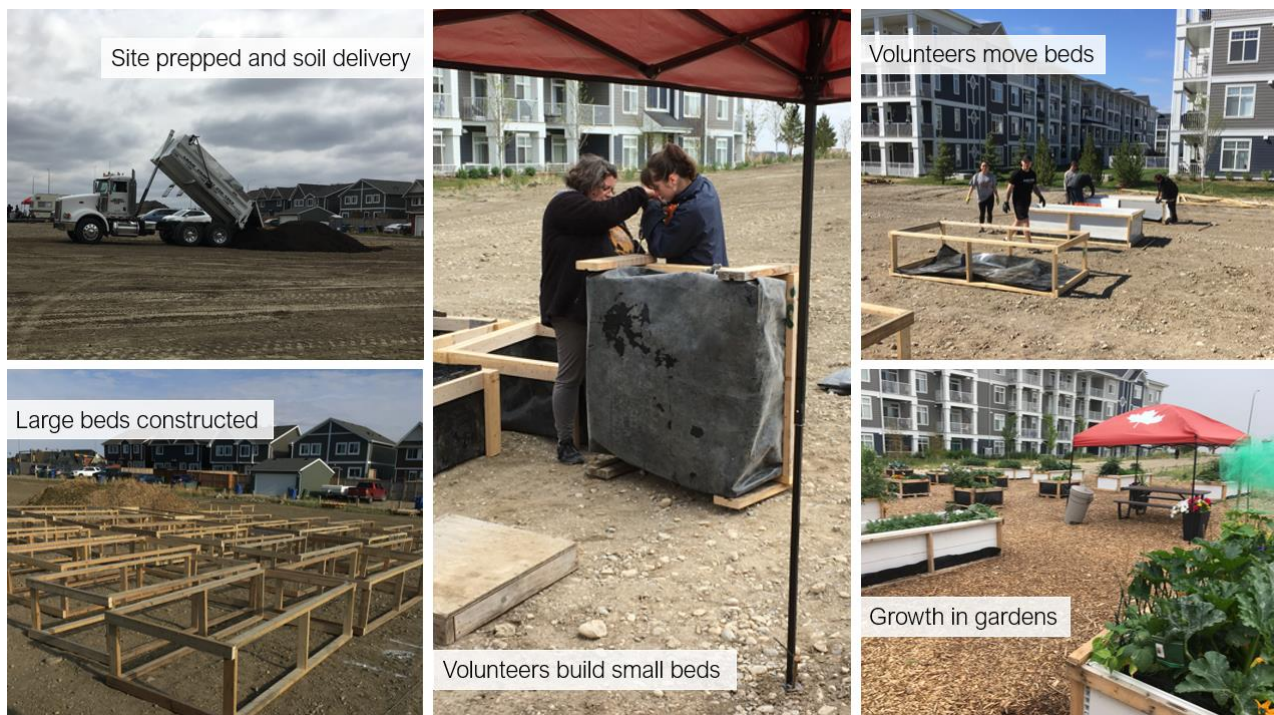 Site prepped and soil delivery
Large beds constructed
Volunteers build small beds
Volunteers move beds
Growth in gardens